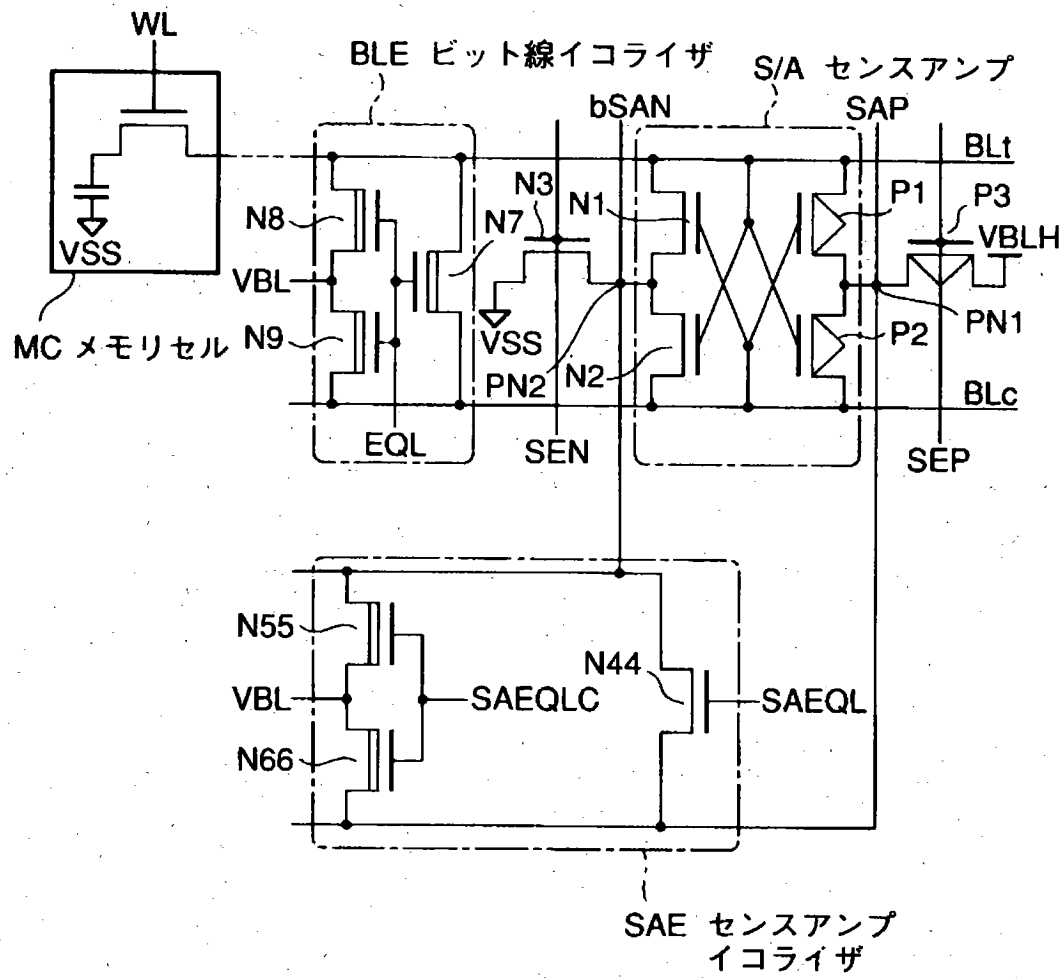 WL
BLE ビット線イコライザ
S/A センスアンプ
bSAN
SAP
BLt
N3
N1
P1
P3
N8
N7
VBLH
VSS
VBL
N9
VSS
PN1
MC メモリセル
PN2
N2
P2
BLc
EQL
SEN
SEP
N55
N44
VBL
SAEQLC
SAEQL
N66
SAE センスアンプ
イコライザ